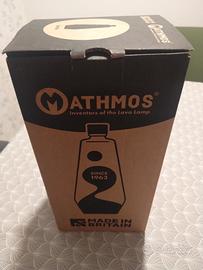 MATHMOS
Inventors of the Lava Lamp
SINCE
1963
MADE IN
BRITAIN